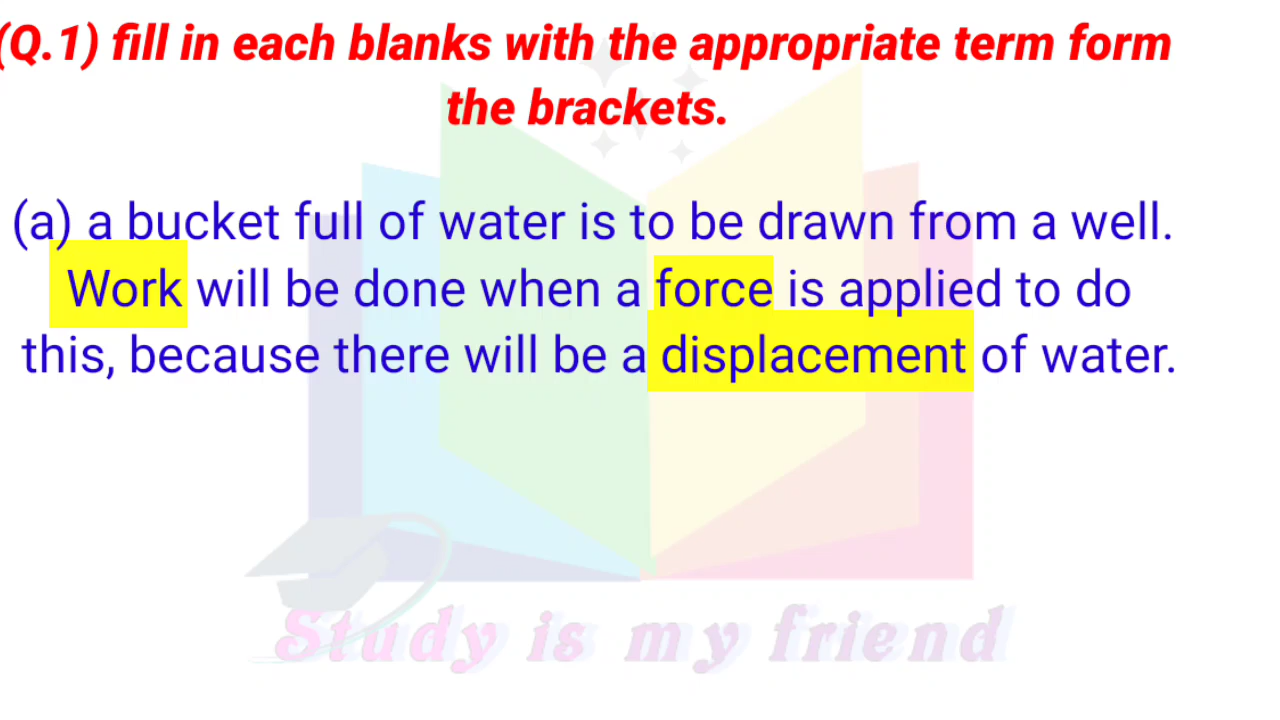 (Q.1) fill in each blanks with the appropriate term form
the brackets.
(a) a bucket full of water is to be drawn from a well.
Work will be done when a force is applied to do
this, because there will be a displacement of water.
Study is my friend